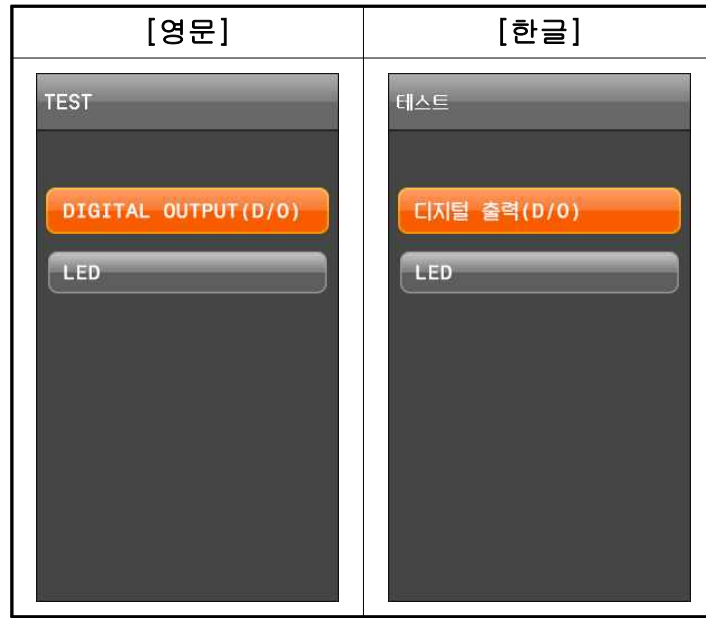 [영문]
[한글]
TEST
DIGITAL OUTPUT(D/O)
LED
테스트
디지털 출력(D/O)
LED